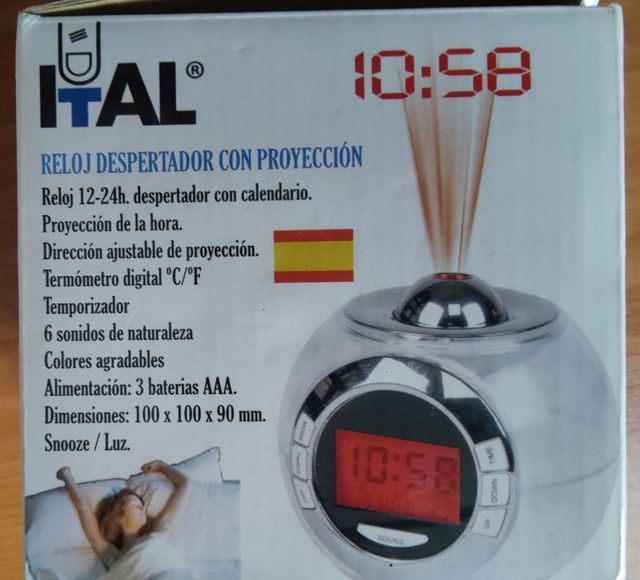 ITAL®
10:58
RELOJ DESPERTADOR CON PROYECCIÓN
Reloj 12-24h. despertador con calendario.
Proyección de la hora.
Dirección ajustable de proyección.
Termómetro digital °C/°F
Temporizador
6 sonidos de naturaleza
Colores agradables
Alimentación: 3 baterias AAA.
Dimensiones: 100 x 100 x 90 mm.
Snooze / Luz.
10:58
DOWN
UP
SOUND